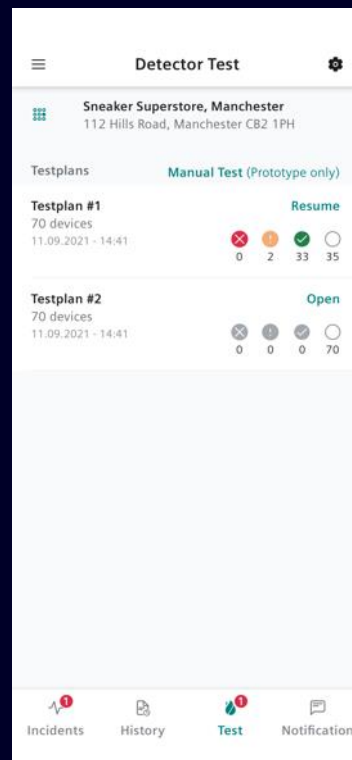 Detector Test
Sneaker Superstore, Manchester
112 Hills Road, Manchester CB2 1PH
Testplans Manual Test (Prototype only)
Testplan #1 Resume
70 devices
11.09.2021 - 14:41
0 2 33 35
Testplan #2 Open
70 devices
11.09.2021 - 14:41
0 0 0 70
1 1
Incidents History Test Notification